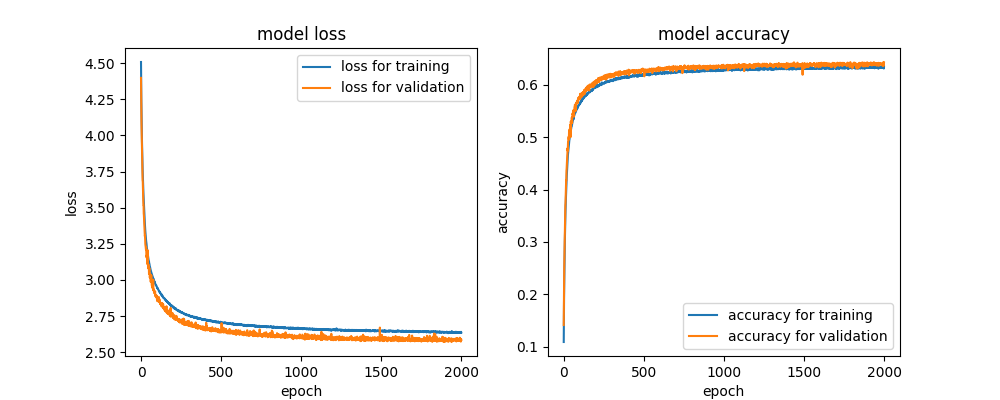 model loss
4.50
4.25
4.00
3.75
3.50
3.25
3.00
2.75
2.50
loss
loss for training
loss for validation
0
500
1000
1500
2000
epoch
model accuracy
0.6
0.5
0.4
0.3
0.2
0.1
accuracy
accuracy for training
accuracy for validation
0
500
1000
1500
2000
epoch